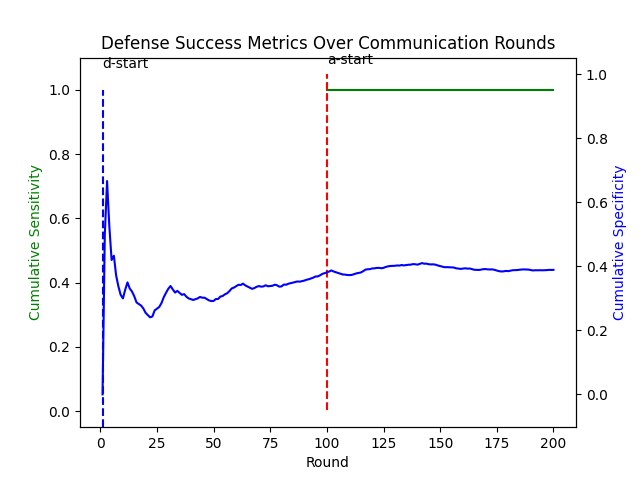 Defense Success Metrics Over Communication Rounds
d-start
a-start
Cumulative Sensitivity
1.0
0.8
0.6
0.4
0.2
0.0
1.0
0.8
0.6
0.4
0.2
0.0
Cumulative Specificity
0 25 50 75 100 125 150 175 200
Round